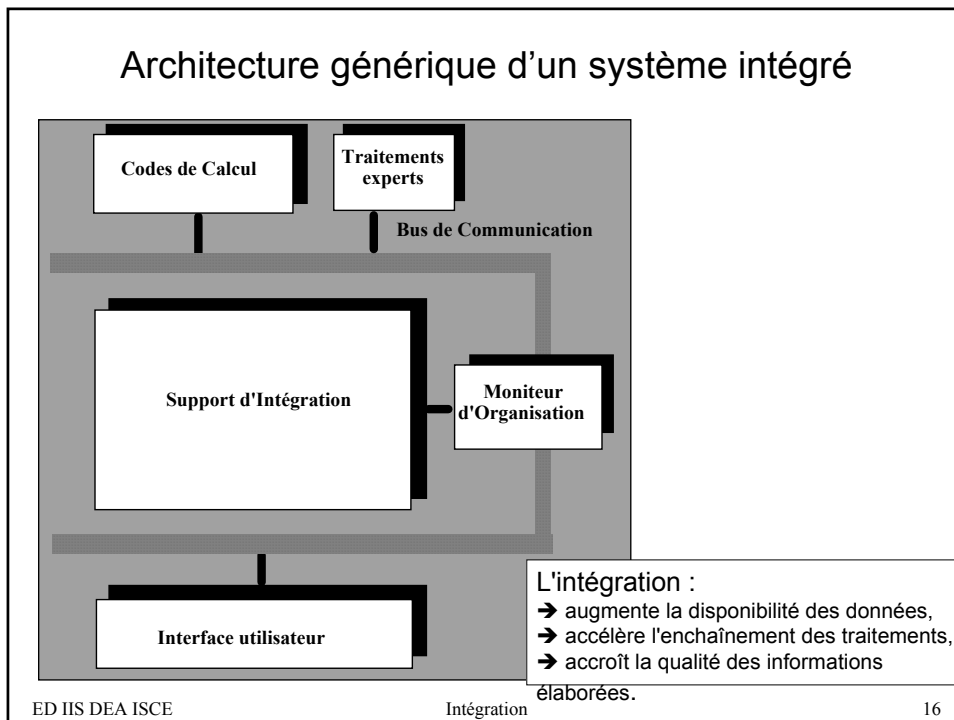 Architecture générique d’un système intégré
Codes de Calcul
Traitements
experts
Bus de Communication
Support d'Intégration
Moniteur
d'Organisation
Interface utilisateur
L'intégration :
➔ augmente la disponibilité des données,
➔ accélère l'enchaînement des traitements,
➔ accroît la qualité des informations
élaborées.
ED IIS DEA ISCE
Intégration
16